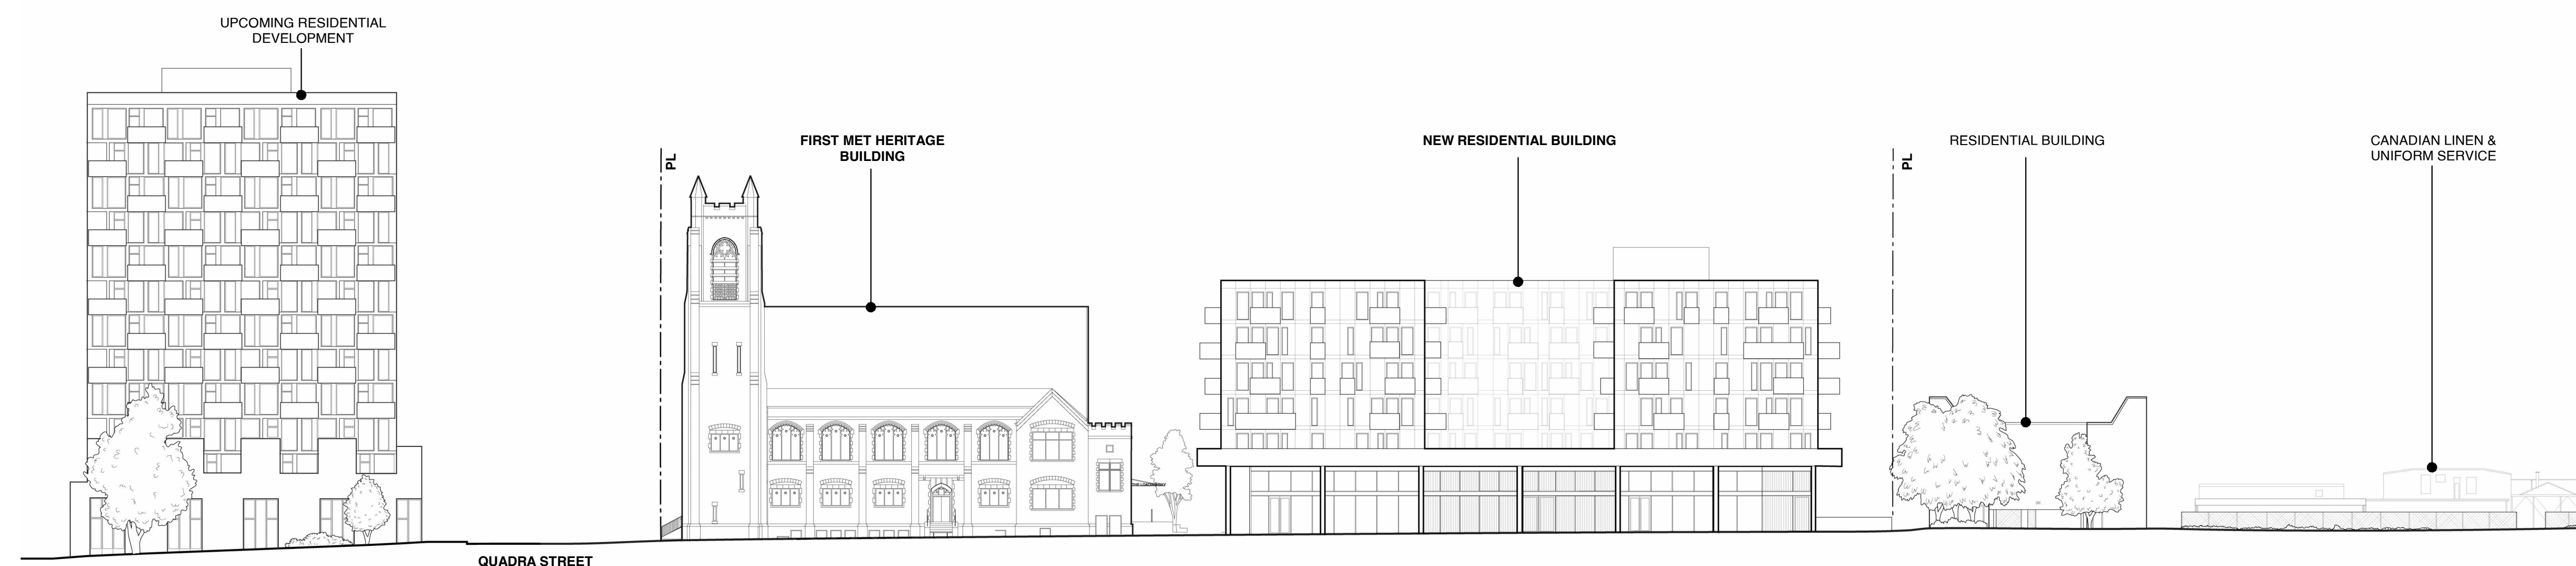 UPCOMING RESIDENTIAL
DEVELOPMENT
PL
FIRST MET HERITAGE
BUILDING
NEW RESIDENTIAL BUILDING
PL
RESIDENTIAL BUILDING
CANADIAN LINEN &
UNIFORM SERVICE
QUADRA STREET